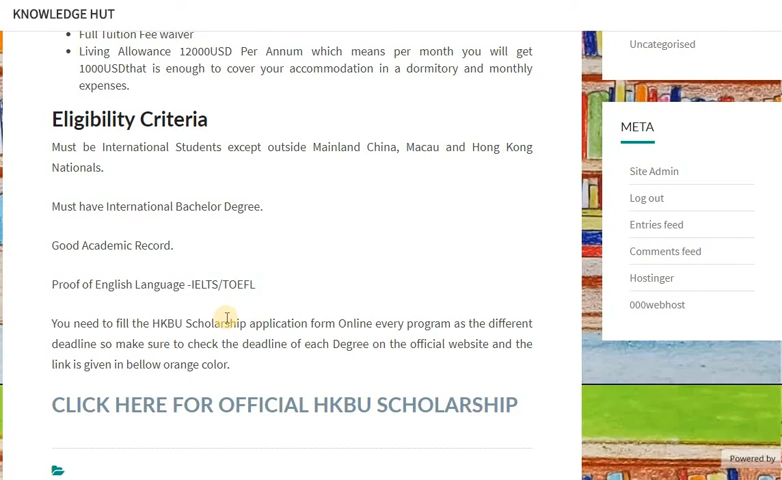 KNOWLEDGE HUT
Full Tuition Fee waiver
Living Allowance 12000USD Per Annum which means per month you will get
1000USDthat is enough to cover your accommodation in a dormitory and monthly
expenses.
Eligibility Criteria
Must be International Students except outside Mainland China, Macau and Hong Kong
Nationals.
Must have International Bachelor Degree.
Good Academic Record.
Proof of English Language -IELTS/TOEFL
You need to fill the HKBU Scholarship application form Online every program as the different
deadline so make sure to check the deadline of each Degree on the official website and the
link is given in bellow orange color.
CLICK HERE FOR OFFICIAL HKBU SCHOLARSHIP
Uncategorised
META
Site Admin
Log out
Entries feed
Comments feed
Hostinger
000webhost
Powered by